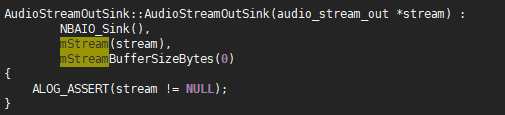 AudioStreamOutSink::AudioStreamOutSink(audio_stream_out *stream) :
        NBAIO_Sink(),
        mStream(stream),
        mStreamBufferSizeBytes(0)
{
    ALOG_ASSERT(stream != NULL);
}